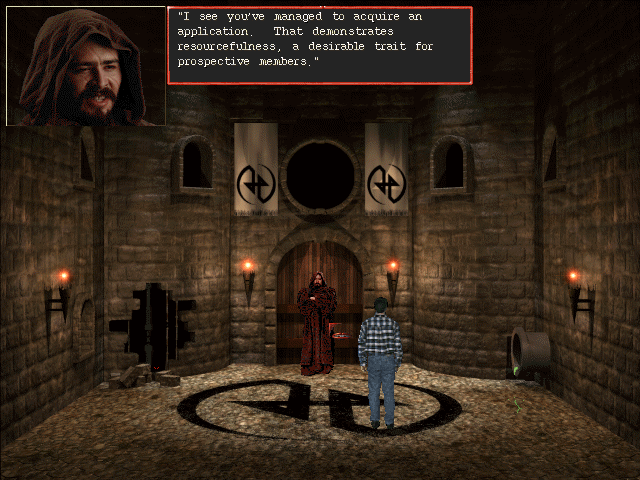 "I see you've managed to acquire an
application.  That demonstrates
resourcefulness, a desirable trait for
prospective members."